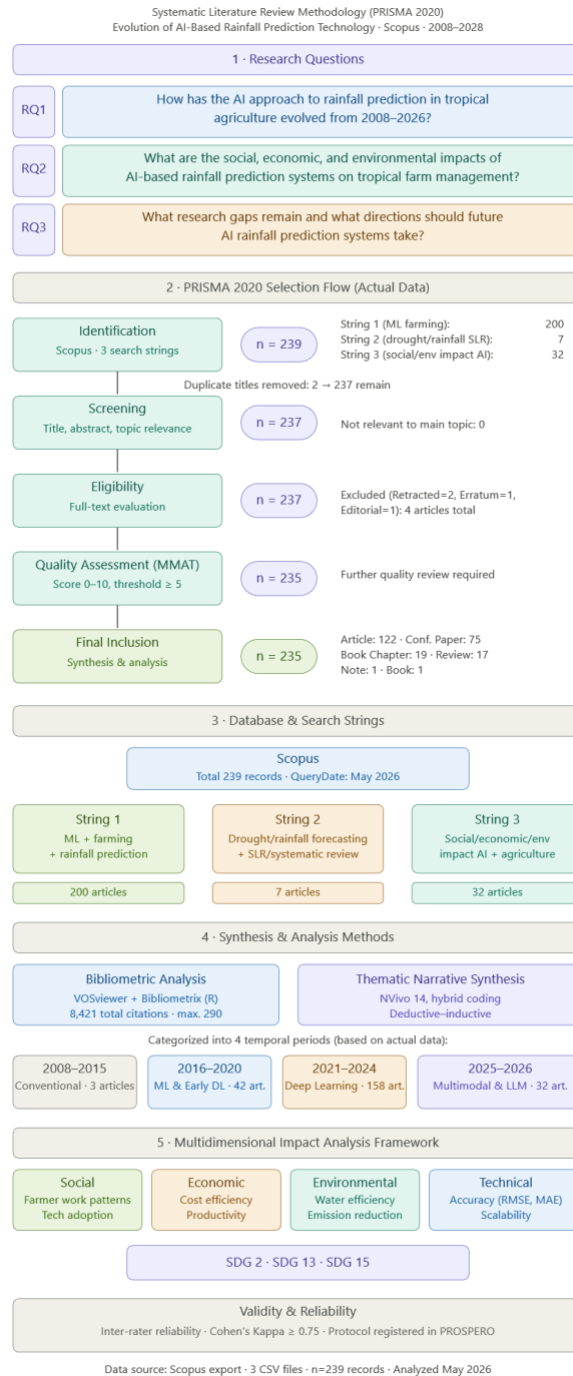 Systematic Literature Review Methodology (PRISMA 2020)
Evolution of AI-Based Rainfall Prediction Technology · Scopus · 2008–2028
1 · Research Questions
RQ1
How has the AI approach to rainfall prediction in tropical
agriculture evolved from 2008–2026?
RQ2
What are the social, economic, and environmental impacts of
AI-based rainfall prediction systems on tropical farm management?
RQ3
What research gaps remain and what directions should future
AI rainfall prediction systems take?
2 · PRISMA 2020 Selection Flow (Actual Data)
Identification
Scopus · 3 search strings
n = 239
String 1 (ML farming): 200
String 2 (drought/rainfall SLR): 7
String 3 (social/env impact AI): 32
Duplicate titles removed: 2 → 237 remain
Screening
Title, abstract, topic relevance
n = 237
Not relevant to main topic: 0
Eligibility
Full-text evaluation
n = 237
Excluded (Retracted=2, Erratum=1,
Editorial=1): 4 articles total
Quality Assessment (MMAT)
Score 0–10, threshold ≥ 5
n = 235
Further quality review required
Final Inclusion
Synthesis & analysis
n = 235
Article: 122 · Conf. Paper: 75
Book Chapter: 19 · Review: 17
Note: 1 · Book: 1
3 · Database & Search Strings
Scopus
Total 239 records · QueryDate: May 2026
String 1
ML + farming
+ rainfall prediction
200 articles
String 2
Drought/rainfall forecasting
+ SLR/systematic review
7 articles
String 3
Social/economic/env
impact AI + agriculture
32 articles
4 · Synthesis & Analysis Methods
Bibliometric Analysis
VOSviewer + Bibliometrix (R)
8,421 total citations · max. 290
Thematic Narrative Synthesis
NVivo 14, hybrid coding
Deductive–inductive
Categorized into 4 temporal periods (based on actual data):
2008–2015
Conventional · 3 articles
2016–2020
ML & Early DL · 42 art.
2021–2024
Deep Learning · 158 art.
2025–2026
Multimodal & LLM · 32 art.
5 · Multidimensional Impact Analysis Framework
Social
Farmer work patterns
Tech adoption
Economic
Cost efficiency
Productivity
Environmental
Water efficiency
Emission reduction
Technical
Accuracy (RMSE, MAE)
Scalability
SDG 2 · SDG 13 · SDG 15
Validity & Reliability
Inter-rater reliability · Cohen's Kappa ≥ 0.75 · Protocol registered in PROSPERO
Data source: Scopus export · 3 CSV files · n=239 records · Analyzed May 2026